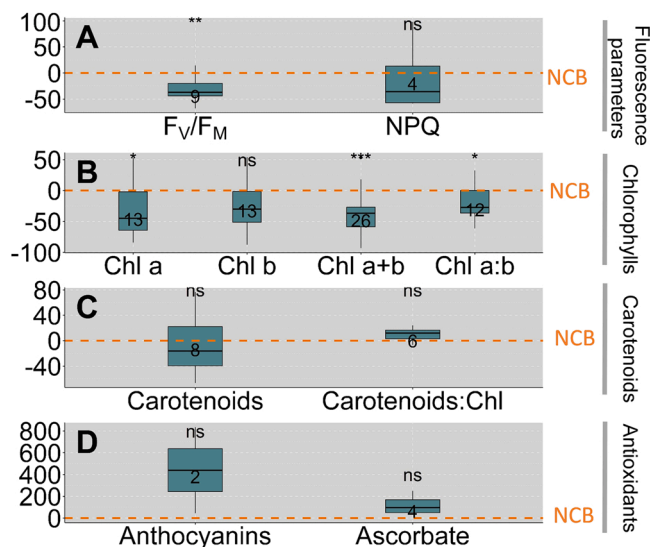 A
100
50
0
-50
**
ns
9
4
NCB
F_V/F_M
NPQ
Fluorescence
parameters
B
50
0
-50
-100
*
ns
***
*
13
13
26
12
NCB
Chl a
Chl b
Chl a+b
Chl a:b
Chlorophylls
C
80
40
0
-40
ns
ns
8
6
NCB
Carotenoids
Carotenoids:Chl
Carotenoids
D
800
600
400
200
0
ns
ns
2
4
NCB
Anthocyanins
Ascorbate
Antioxidants